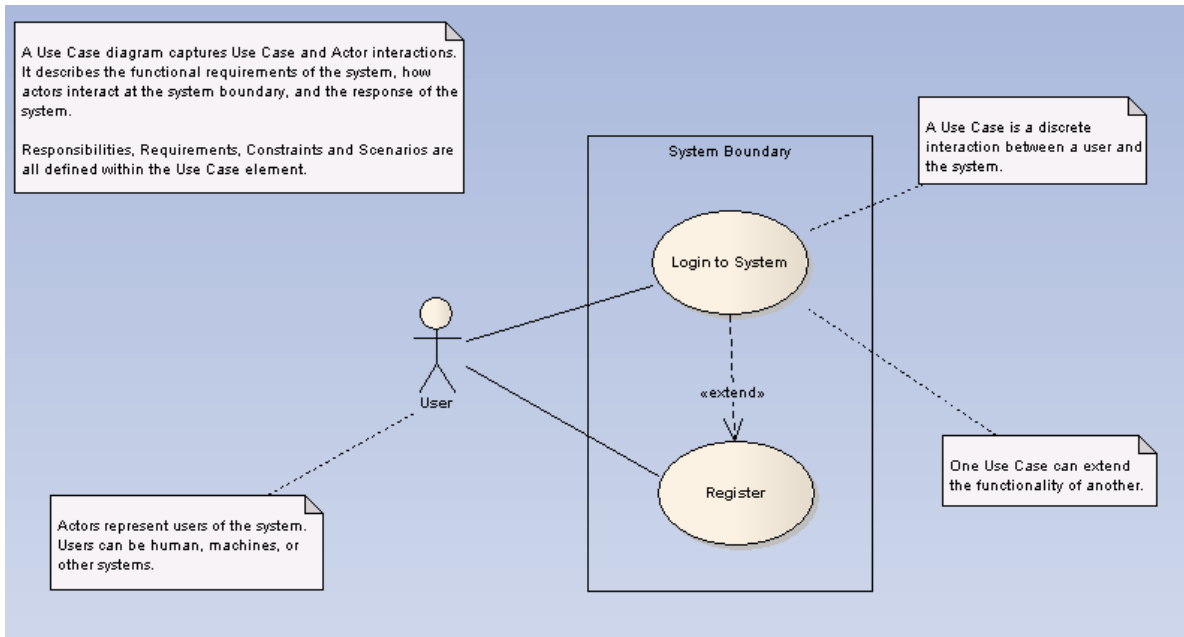 A Use Case diagram captures Use Case and Actor interactions.
It describes the functional requirements of the system, how
actors interact at the system boundary, and the response of the
system.
Responsibilities, Requirements, Constraints and Scenarios are
all defined within the Use Case element.
A Use Case is a discrete
interaction between a user and
the system.
System Boundary
Login to System
«extend»
User
Register
One Use Case can extend
the functionality of another.
Actors represent users of the system.
Users can be human, machines, or
other systems.